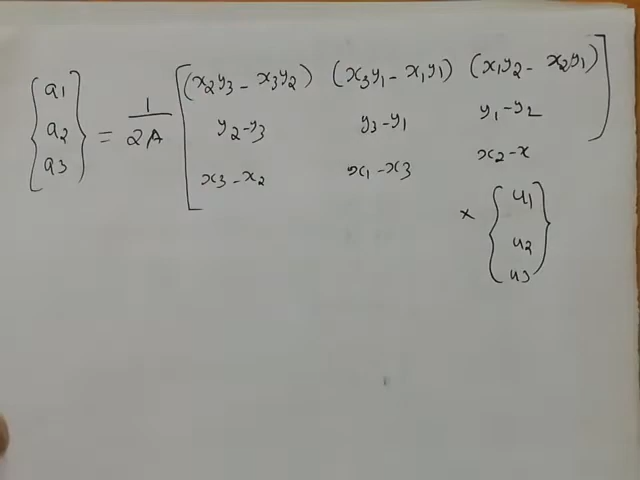 {a1 a2 a3} = 1/2A [(x2y3 - x3y2) (x3y1 - x1y1) (x1y2 - x2y1)
y2-y3 y3-y1 y1-y2
x3-x2 x1-x3 x2-x]
× {u1 u2 u3}